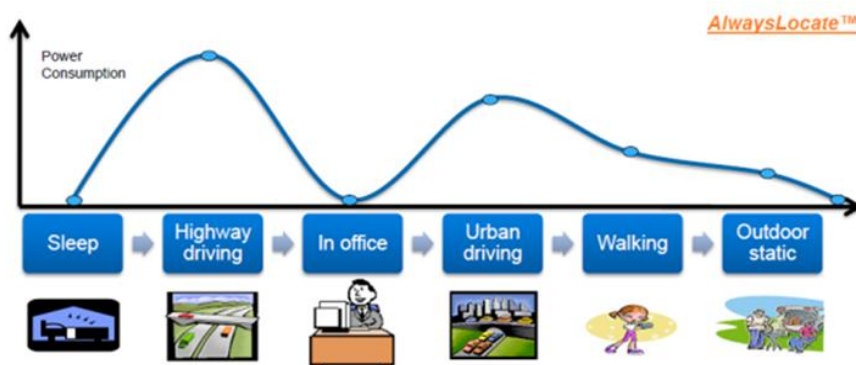 AlwaysLocate™
Power
Consumption
Sleep
Highway
driving
In office
Urban
driving
Walking
Outdoor
static